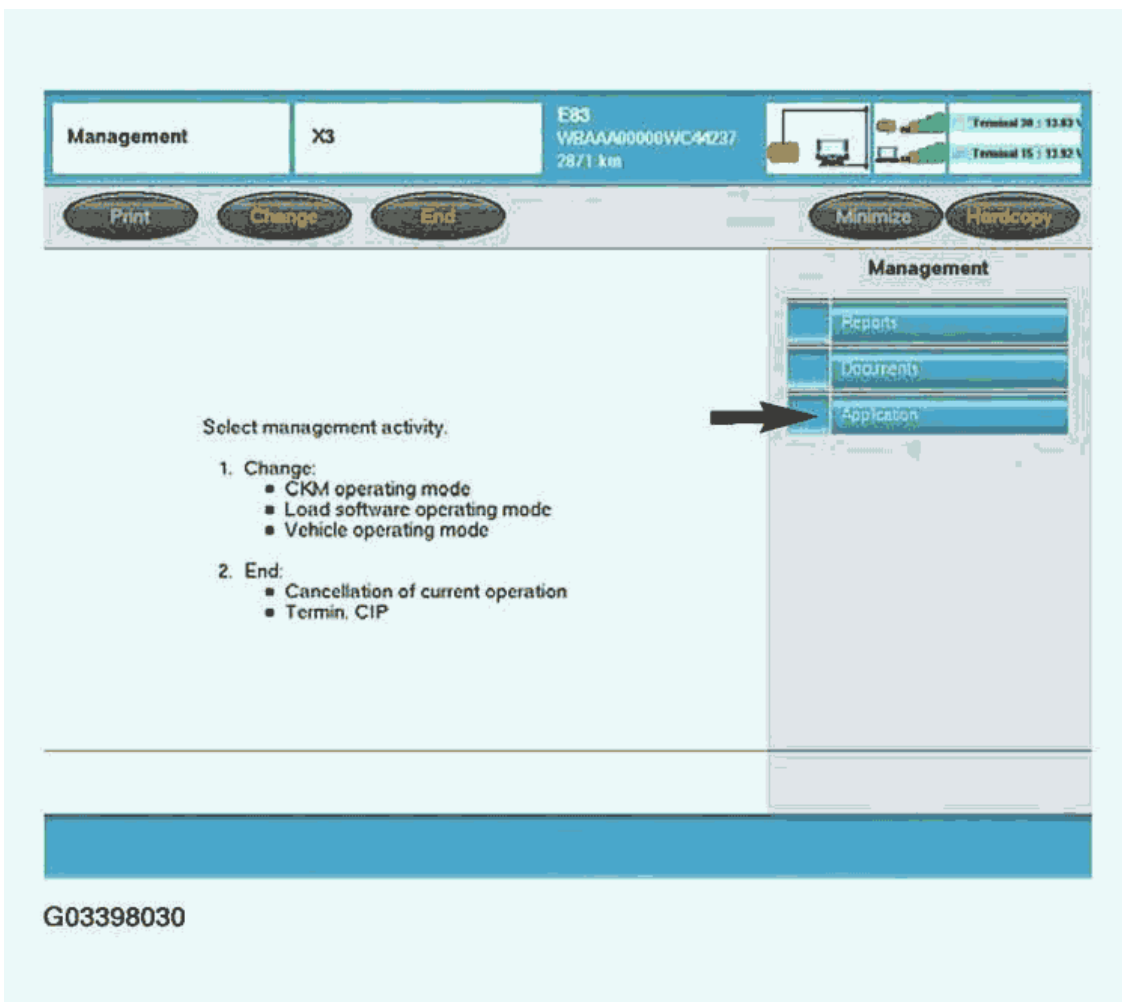 Management
X3
E83
WBAAA00000WC44237
2871 km
Terminal 30 : 13.83 V
Terminal 15 : 13.92 V
Print
Change
End
Minimize
Hardcopy
Management
Reports
Documents
Application
Select management activity.
1. Change:
▪ CKM operating mode
▪ Load software operating mode
▪ Vehicle operating mode
2. End:
▪ Cancellation of current operation
▪ Termin. CIP
G03398030